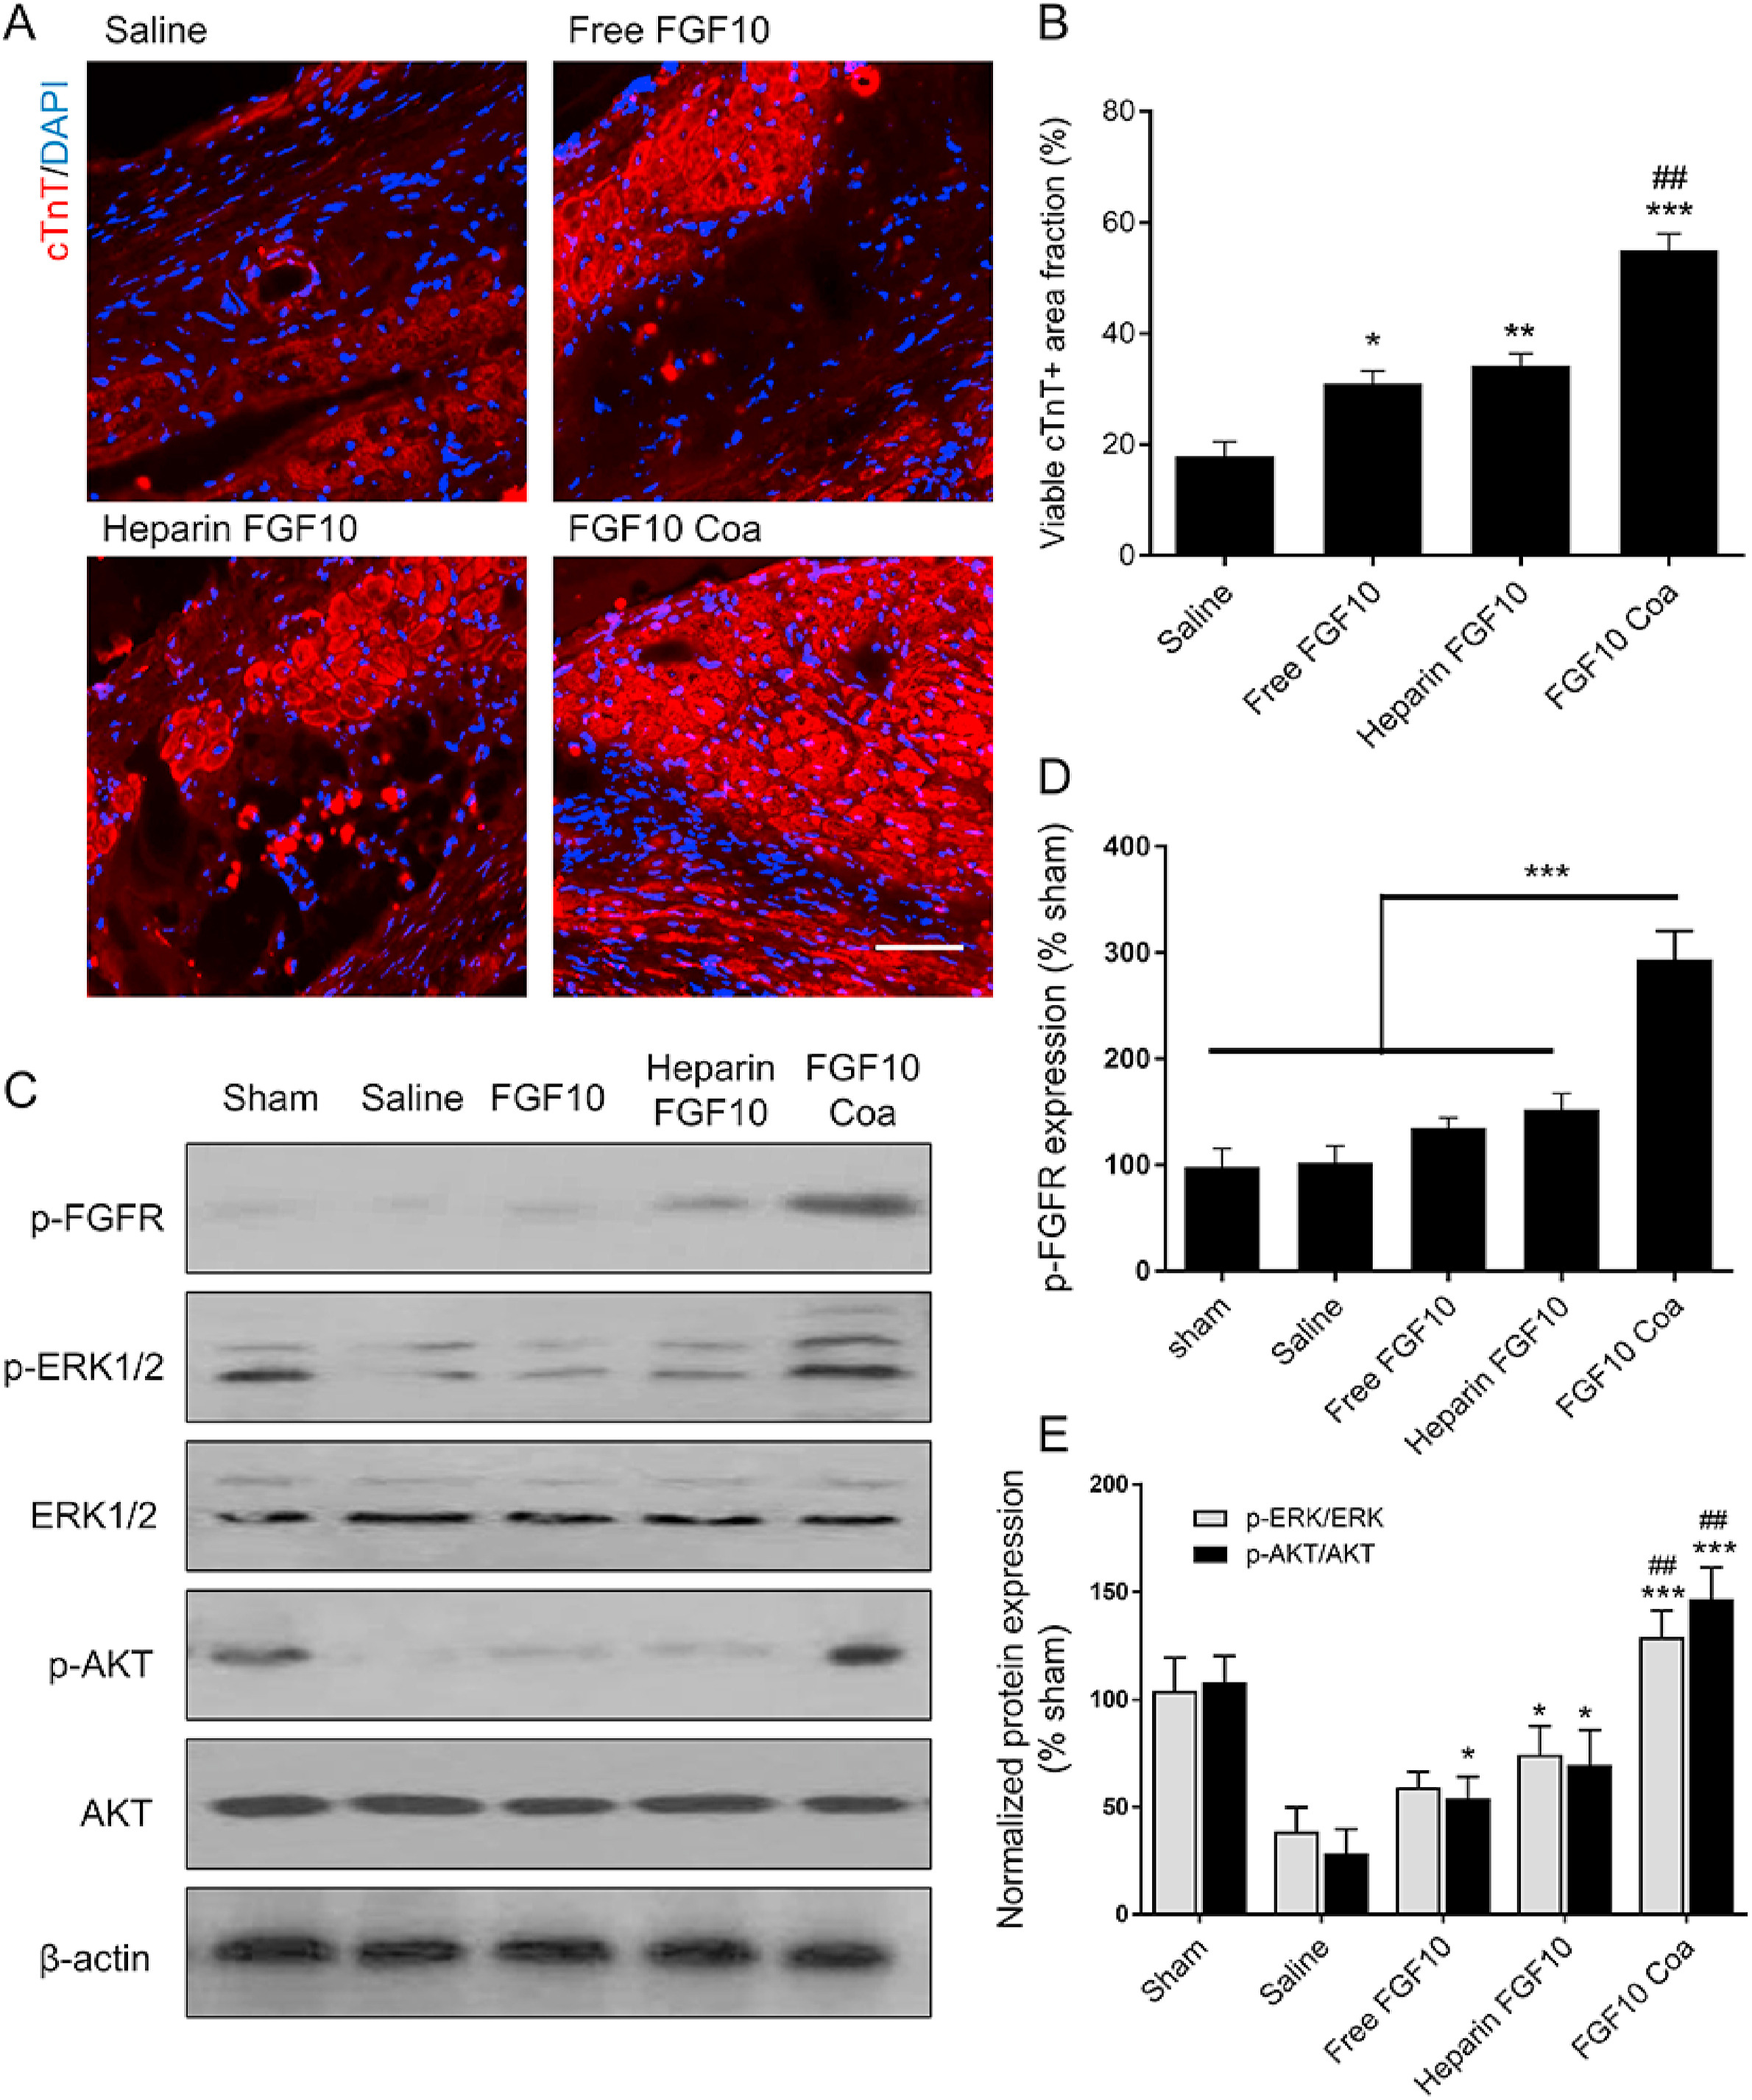 A
Saline
Free FGF10
cTnT/DAPI
Heparin FGF10
FGF10 Coa
B
Viable cTnT+ area fraction (%)
80
60
40
20
0
*
**
##
***
Saline
Free FGF10
Heparin FGF10
FGF10 Coa
C
Sham
Saline
FGF10
Heparin
FGF10
FGF10
Coa
p-FGFR
p-ERK1/2
ERK1/2
p-AKT
AKT
β-actin
D
p-FGFR expression (% sham)
400
300
200
100
0
***
sham
Saline
Free FGF10
Heparin FGF10
FGF10 Coa
E
Normalized protein expression
(% sham)
200
150
100
50
0
p-ERK/ERK
p-AKT/AKT
*
*
*
##
***
##
***
Sham
Saline
Free FGF10
Heparin FGF10
FGF10 Coa